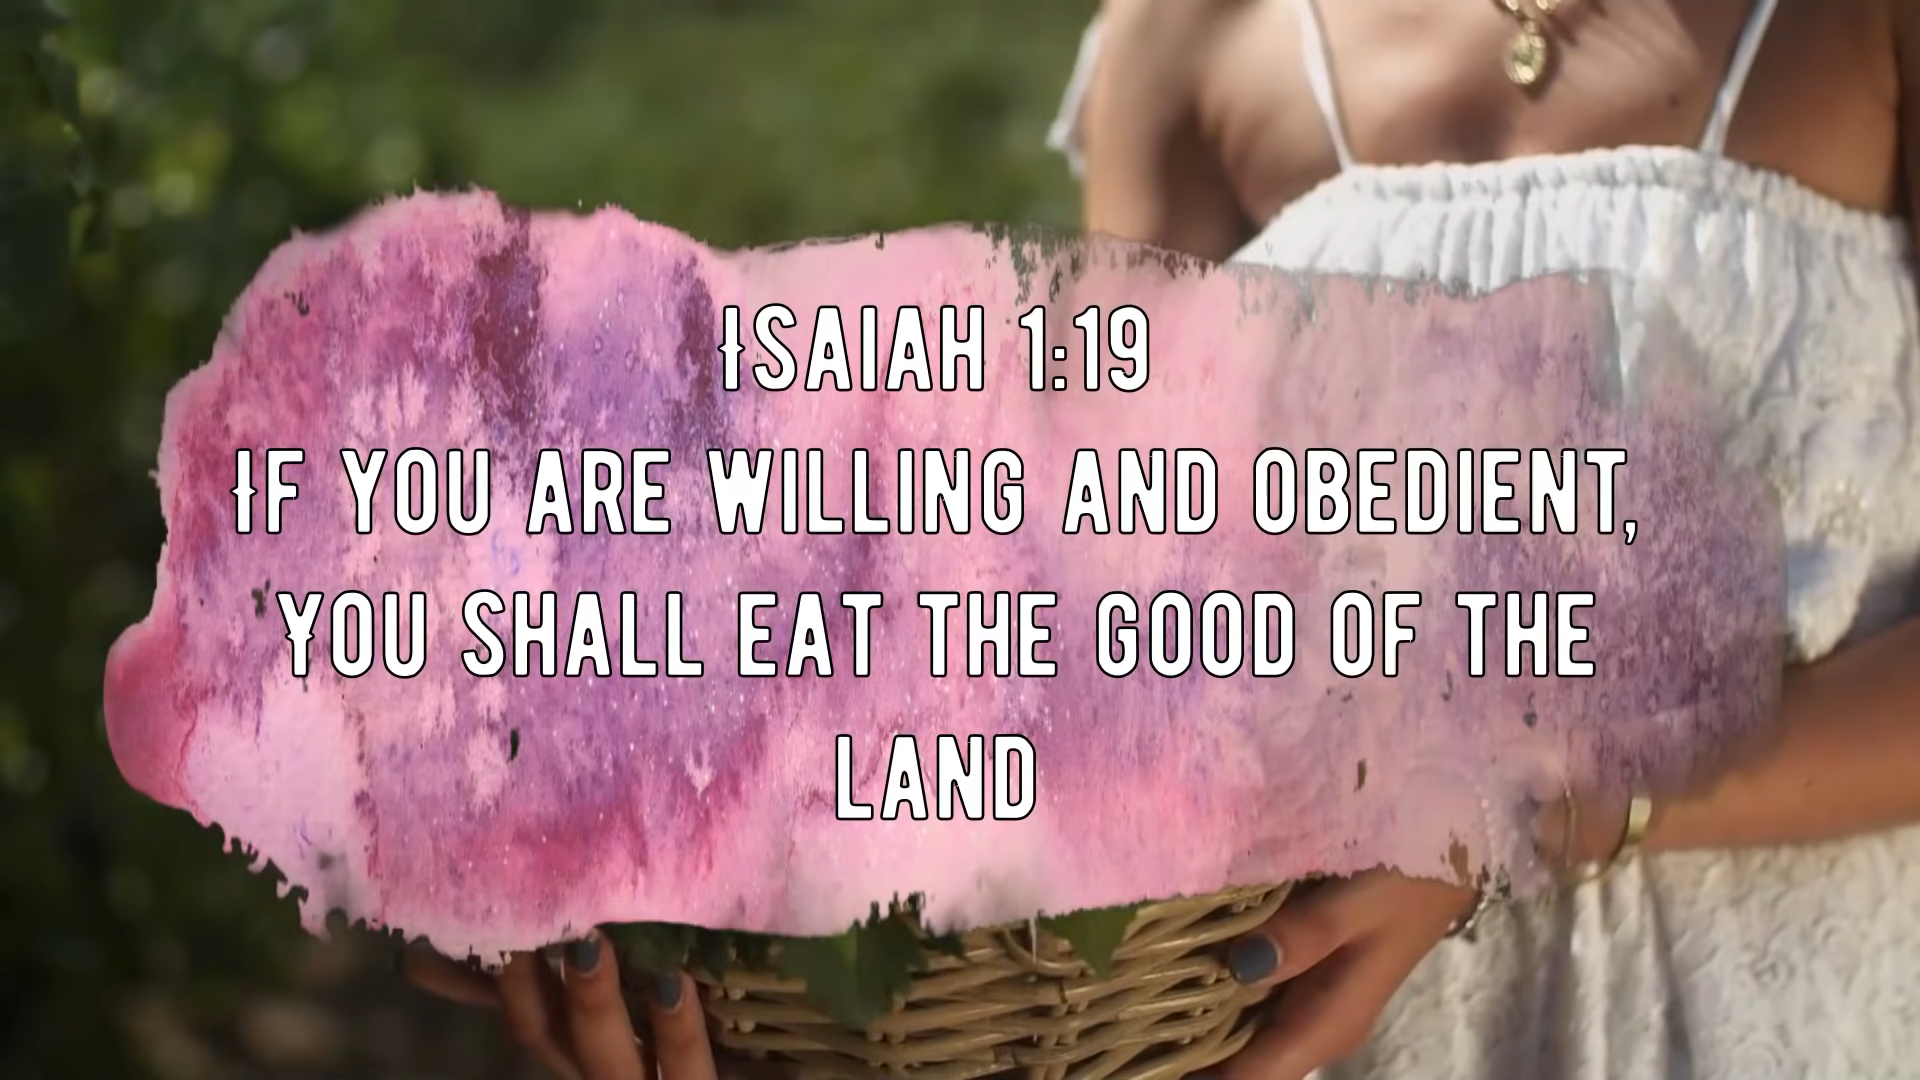 Isaiah 1:19
If you are willing and obedient,
You shall eat the good of the
land